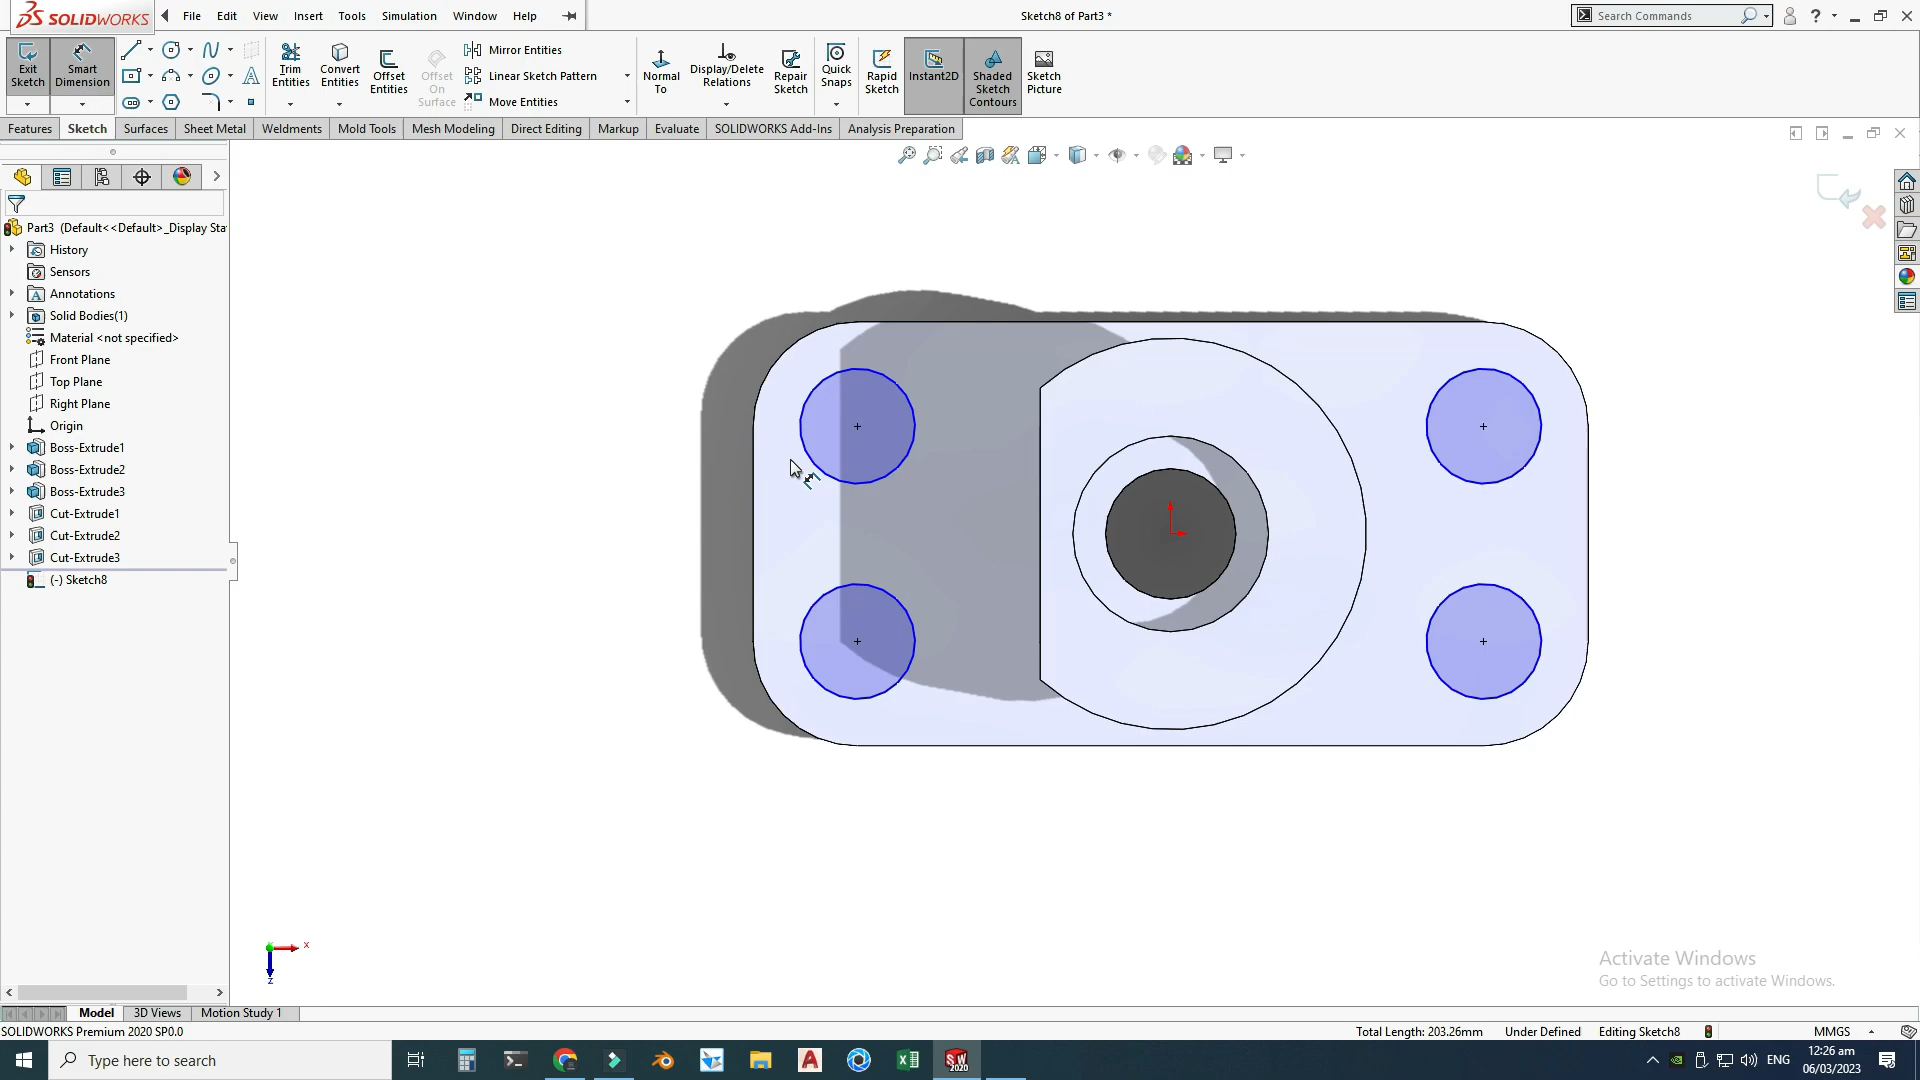 SOLIDWORKS File Edit View Insert Tools Simulation Window Help Sketch8 of Part3 * Search Commands ?
Exit Sketch Smart Dimension Trim Entities Convert Entities Offset Entities Offset On Surface Mirror Entities Linear Sketch Pattern Move Entities Normal To Display/Delete Relations Repair Sketch Quick Snaps Rapid Sketch Instant2D Shaded Sketch Contours Sketch Picture
Features Sketch Surfaces Sheet Metal Weldments Mold Tools Mesh Modeling Direct Editing Markup Evaluate SOLIDWORKS Add-Ins Analysis Preparation
Part3 (Default<<Default>_Display Sta
History
Sensors
Annotations
Solid Bodies(1)
Material <not specified>
Front Plane
Top Plane
Right Plane
Origin
Boss-Extrude1
Boss-Extrude2
Boss-Extrude3
Cut-Extrude1
Cut-Extrude2
Cut-Extrude3
(-) Sketch8
x
z
Activate Windows
Go to Settings to activate Windows.
Model 3D Views Motion Study 1
SOLIDWORKS Premium 2020 SP0.0 Total Length: 203.26mm Under Defined Editing Sketch8 MMGS
Type here to search SW 2020 ENG 12:26 am
06/03/2023